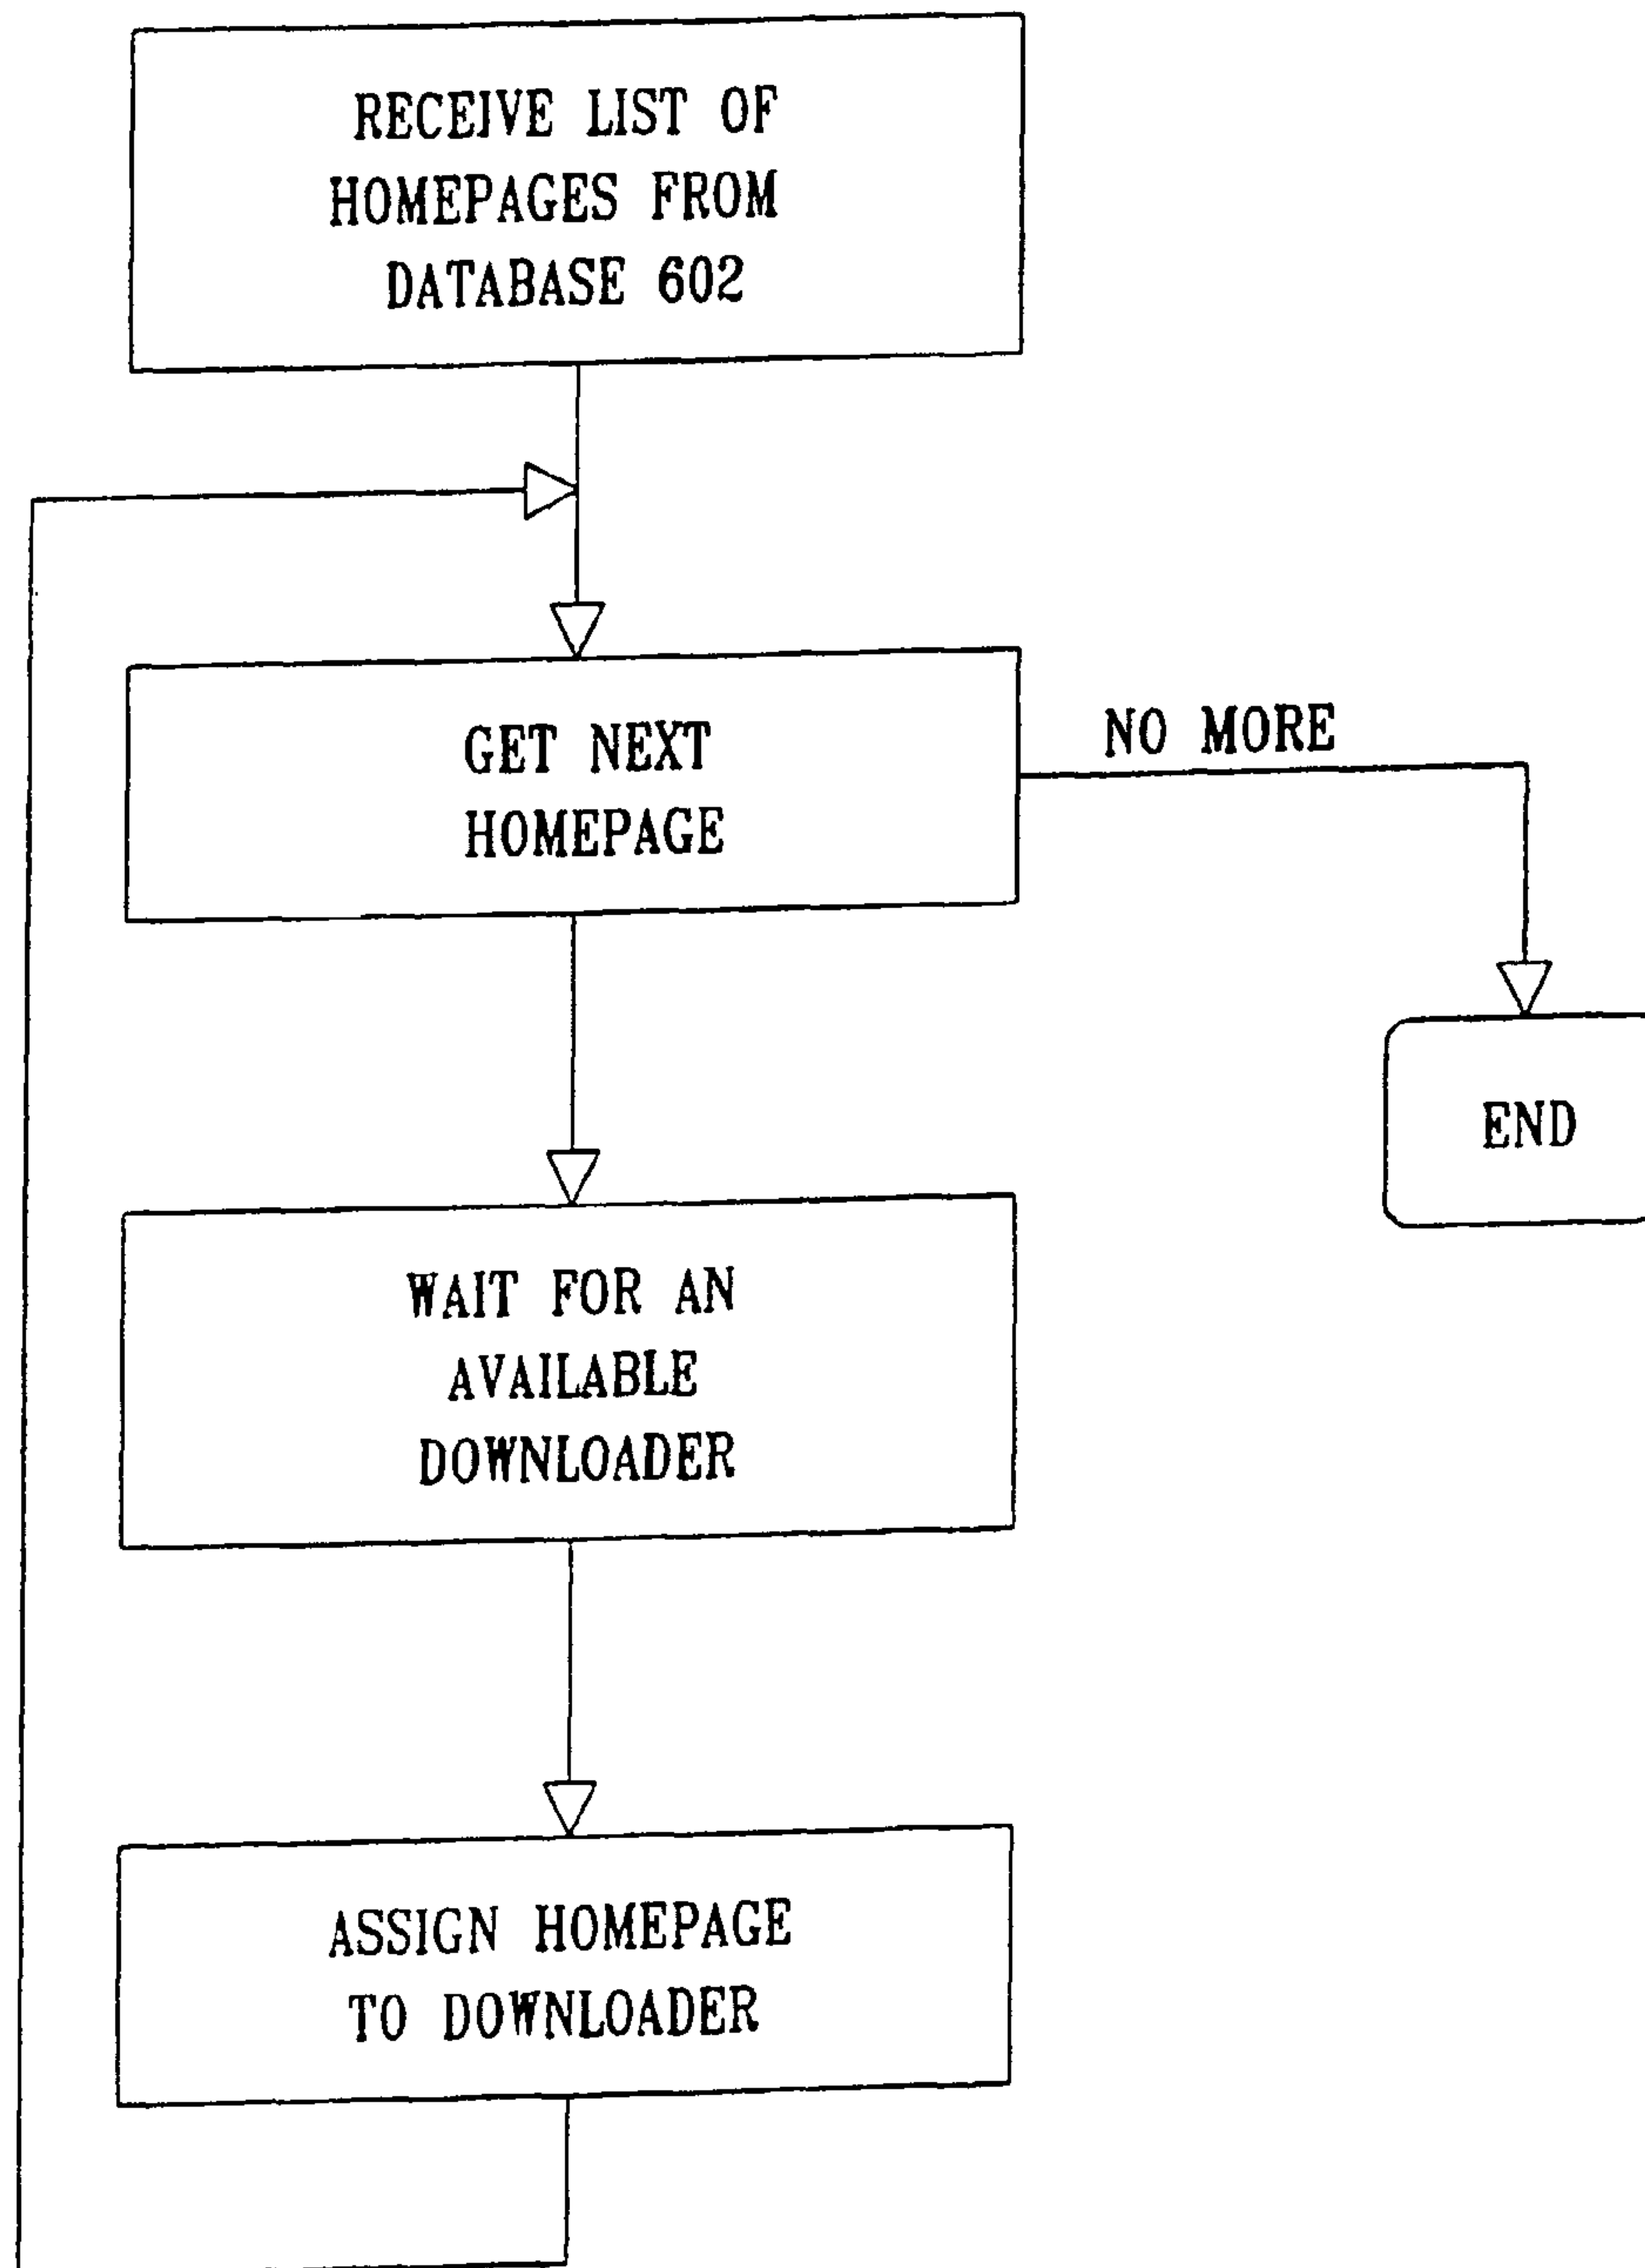 RECEIVE LIST OF
HOMEPAGES FROM
DATABASE 602
GET NEXT
HOMEPAGE
NO MORE
END
WAIT FOR AN
AVAILABLE
DOWNLOADER
ASSIGN HOMEPAGE
TO DOWNLOADER